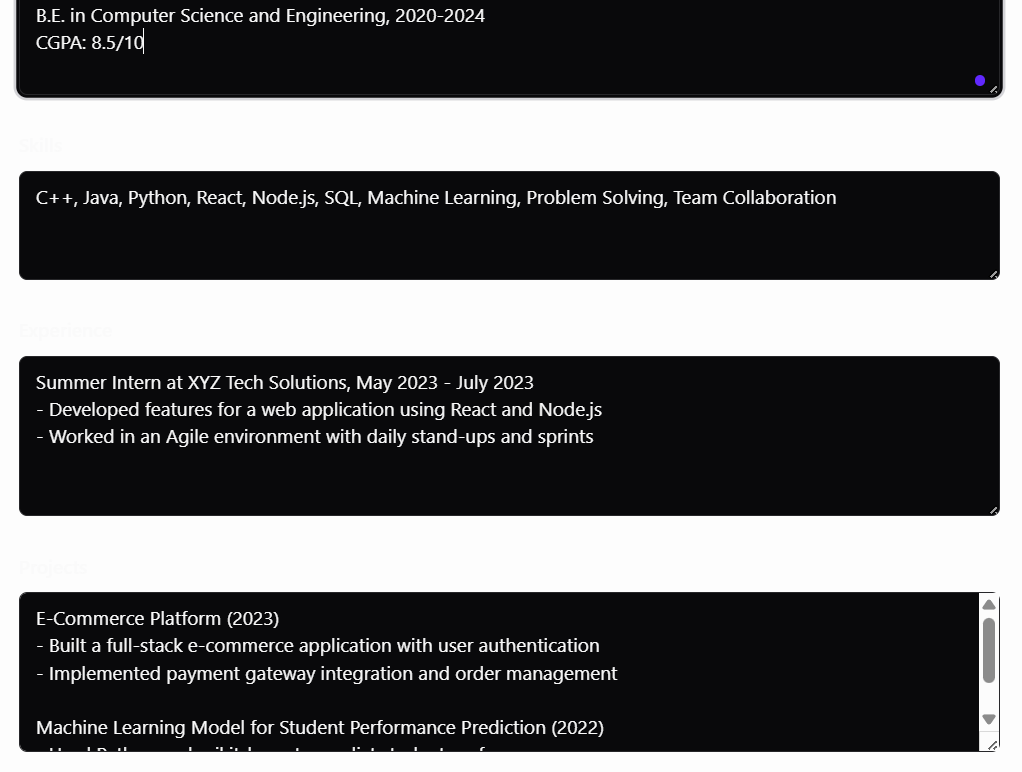 B.E. in Computer Science and Engineering, 2020-2024
CGPA: 8.5/10
Skills
C++, Java, Python, React, Node.js, SQL, Machine Learning, Problem Solving, Team Collaboration
Experience
Summer Intern at XYZ Tech Solutions, May 2023 - July 2023
- Developed features for a web application using React and Node.js
- Worked in an Agile environment with daily stand-ups and sprints
Projects
E-Commerce Platform (2023)
- Built a full-stack e-commerce application with user authentication
- Implemented payment gateway integration and order management
Machine Learning Model for Student Performance Prediction (2022)